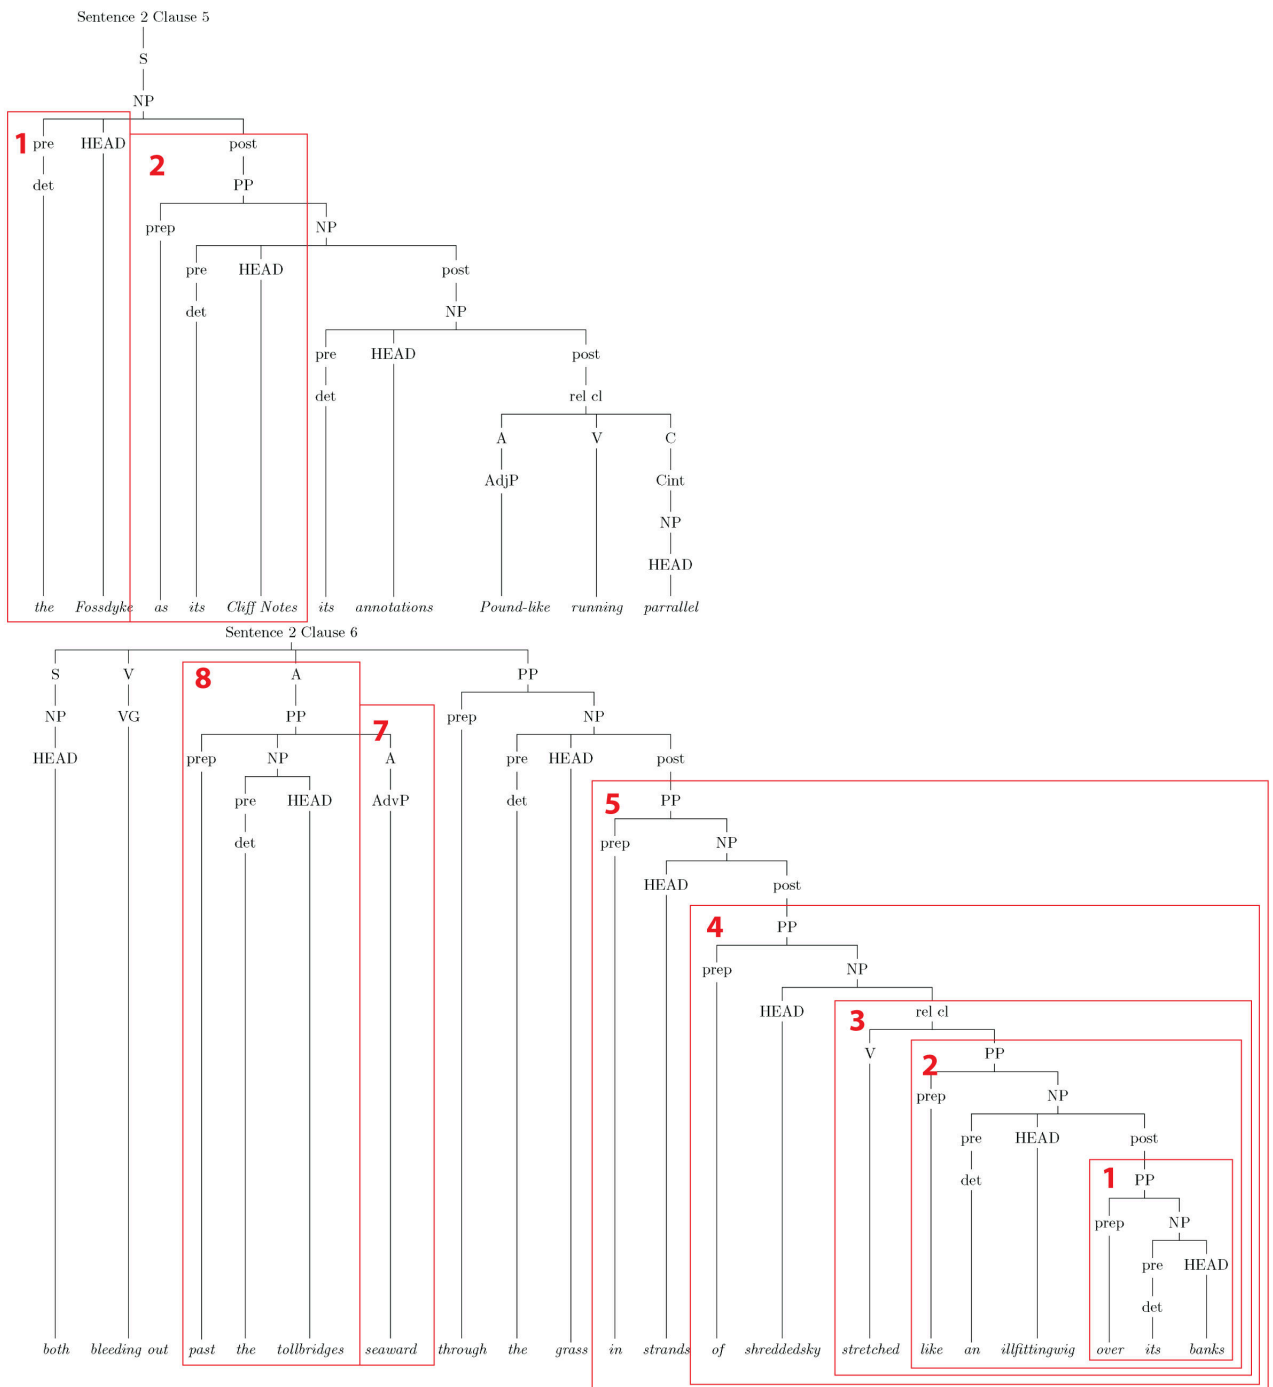 Sentence 2 Clause 5
S
NP
1 pre HEAD post
2
det PP
prep NP
pre HEAD post
det NP
pre HEAD post
det rel cl
A V C
AdjP Cint
NP
HEAD
the Fossdyke as its Cliff Notes its annotations Pound-like running parrallel
Sentence 2 Clause 6
S V 8 A PP
NP VG PP 7 prep NP
HEAD prep NP A pre HEAD post
pre HEAD AdvP det 5 PP
det prep NP
HEAD post
4 PP
prep NP
HEAD 3 rel cl
V PP
2
prep NP
pre HEAD post
det 1 PP
prep NP
pre HEAD
det
both bleeding out past the tollbridges seaward through the grass in strands of shreddedsky stretched like an illfittingwig over its banks